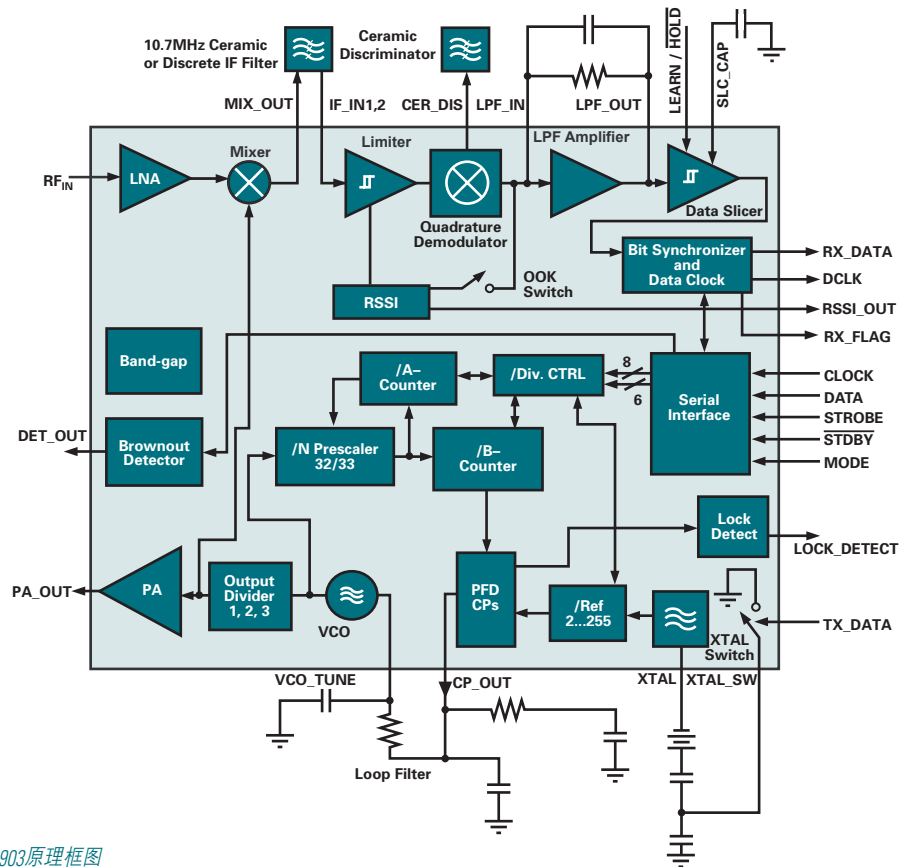 10.7MHz Ceramic
or Discrete IF Filter
Ceramic
Discriminator
MIX_OUT
IF_IN1,2
CER_DIS
LPF_IN
LPF_OUT
LEARN / HOLD
SLC_CAP
RF_IN
LNA
Mixer
Limiter
Quadrature
Demodulator
LPF Amplifier
Data Slicer
Bit Synchronizer
and
Data Clock
RX_DATA
DCLK
RSSI_OUT
RX_FLAG
OOK
Switch
RSSI
Band-gap
/A–
Counter
/Div. CTRL
8
6
Serial
Interface
CLOCK
DATA
STROBE
STDBY
MODE
DET_OUT
Brownout
Detector
/N Prescaler
32/33
/B–
Counter
Lock
Detect
LOCK_DETECT
PA_OUT
PA
Output
Divider
1, 2, 3
VCO
PFD
CPs
/Ref
2...255
XTAL
Switch
TX_DATA
VCO_TUNE
CP_OUT
XTAL
XTAL_SW
Loop Filter
903原理框图